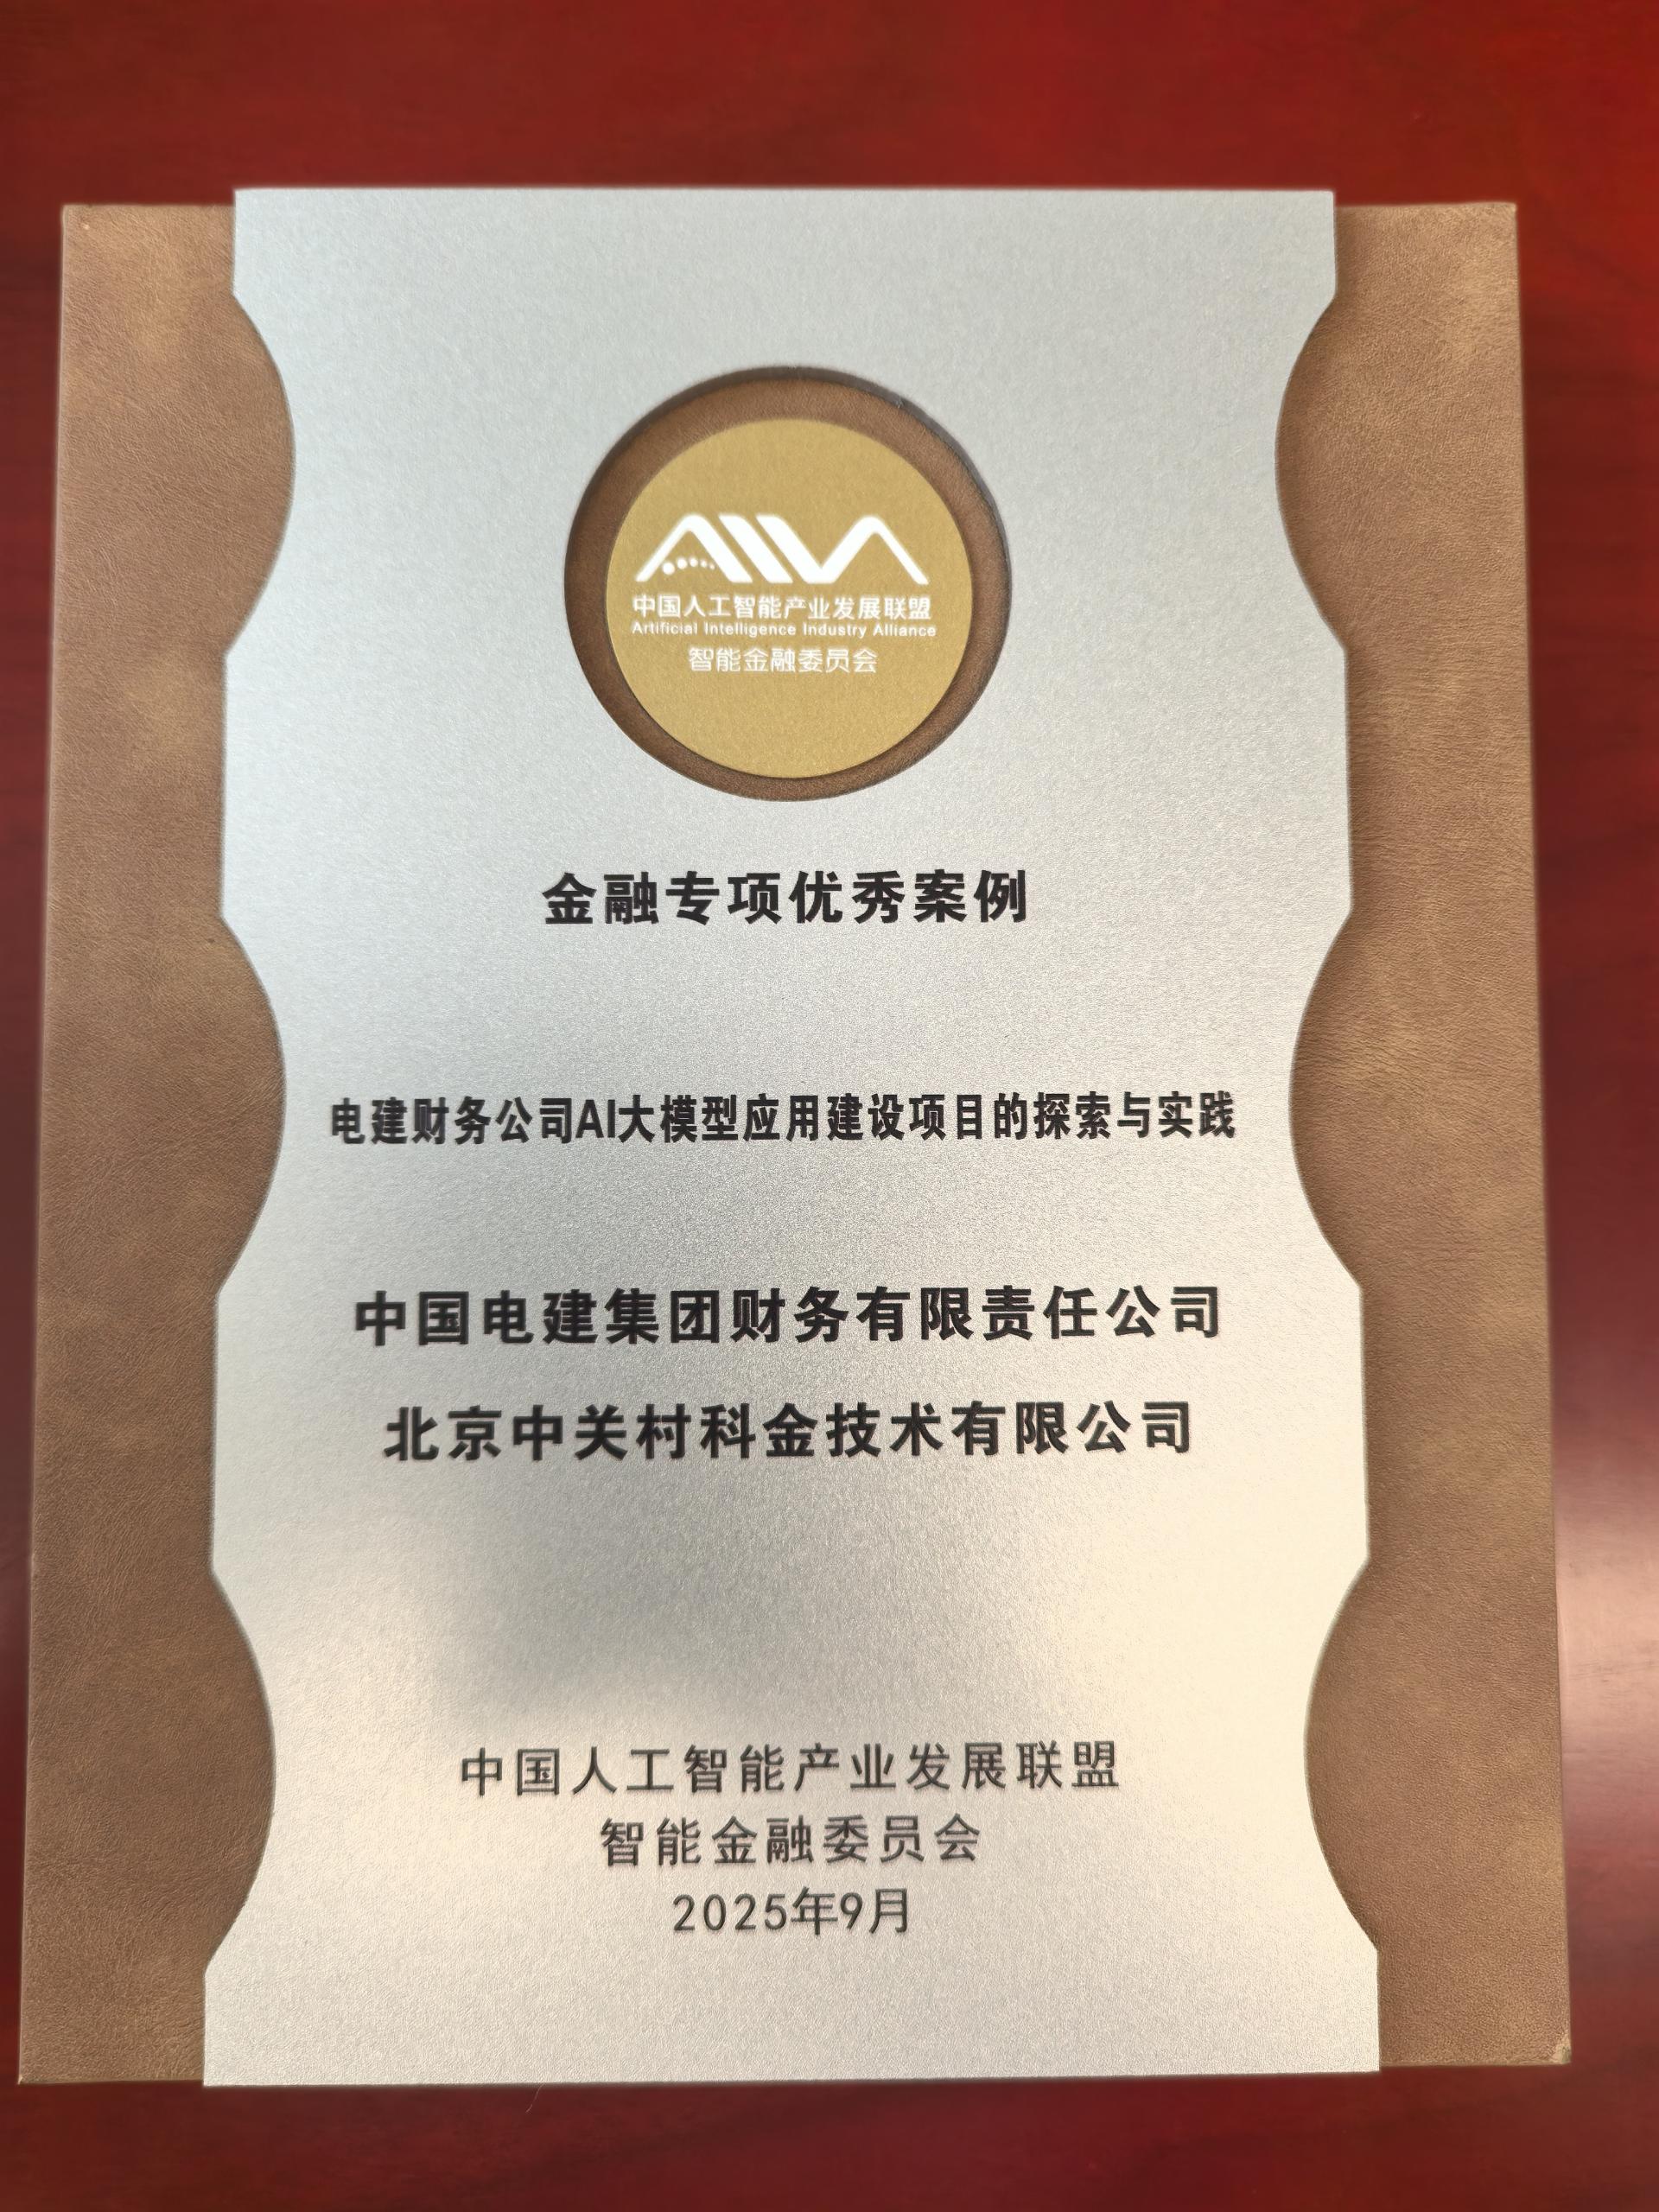 AIIA
中国人工智能产业发展联盟
Artificial Intelligence Industry Alliance
智能金融委员会
金融专项优秀案例
电建财务公司AI大模型应用建设项目的探索与实践
中国电建集团财务有限责任公司
北京中关村科金技术有限公司
中国人工智能产业发展联盟
智能金融委员会
2025年9月